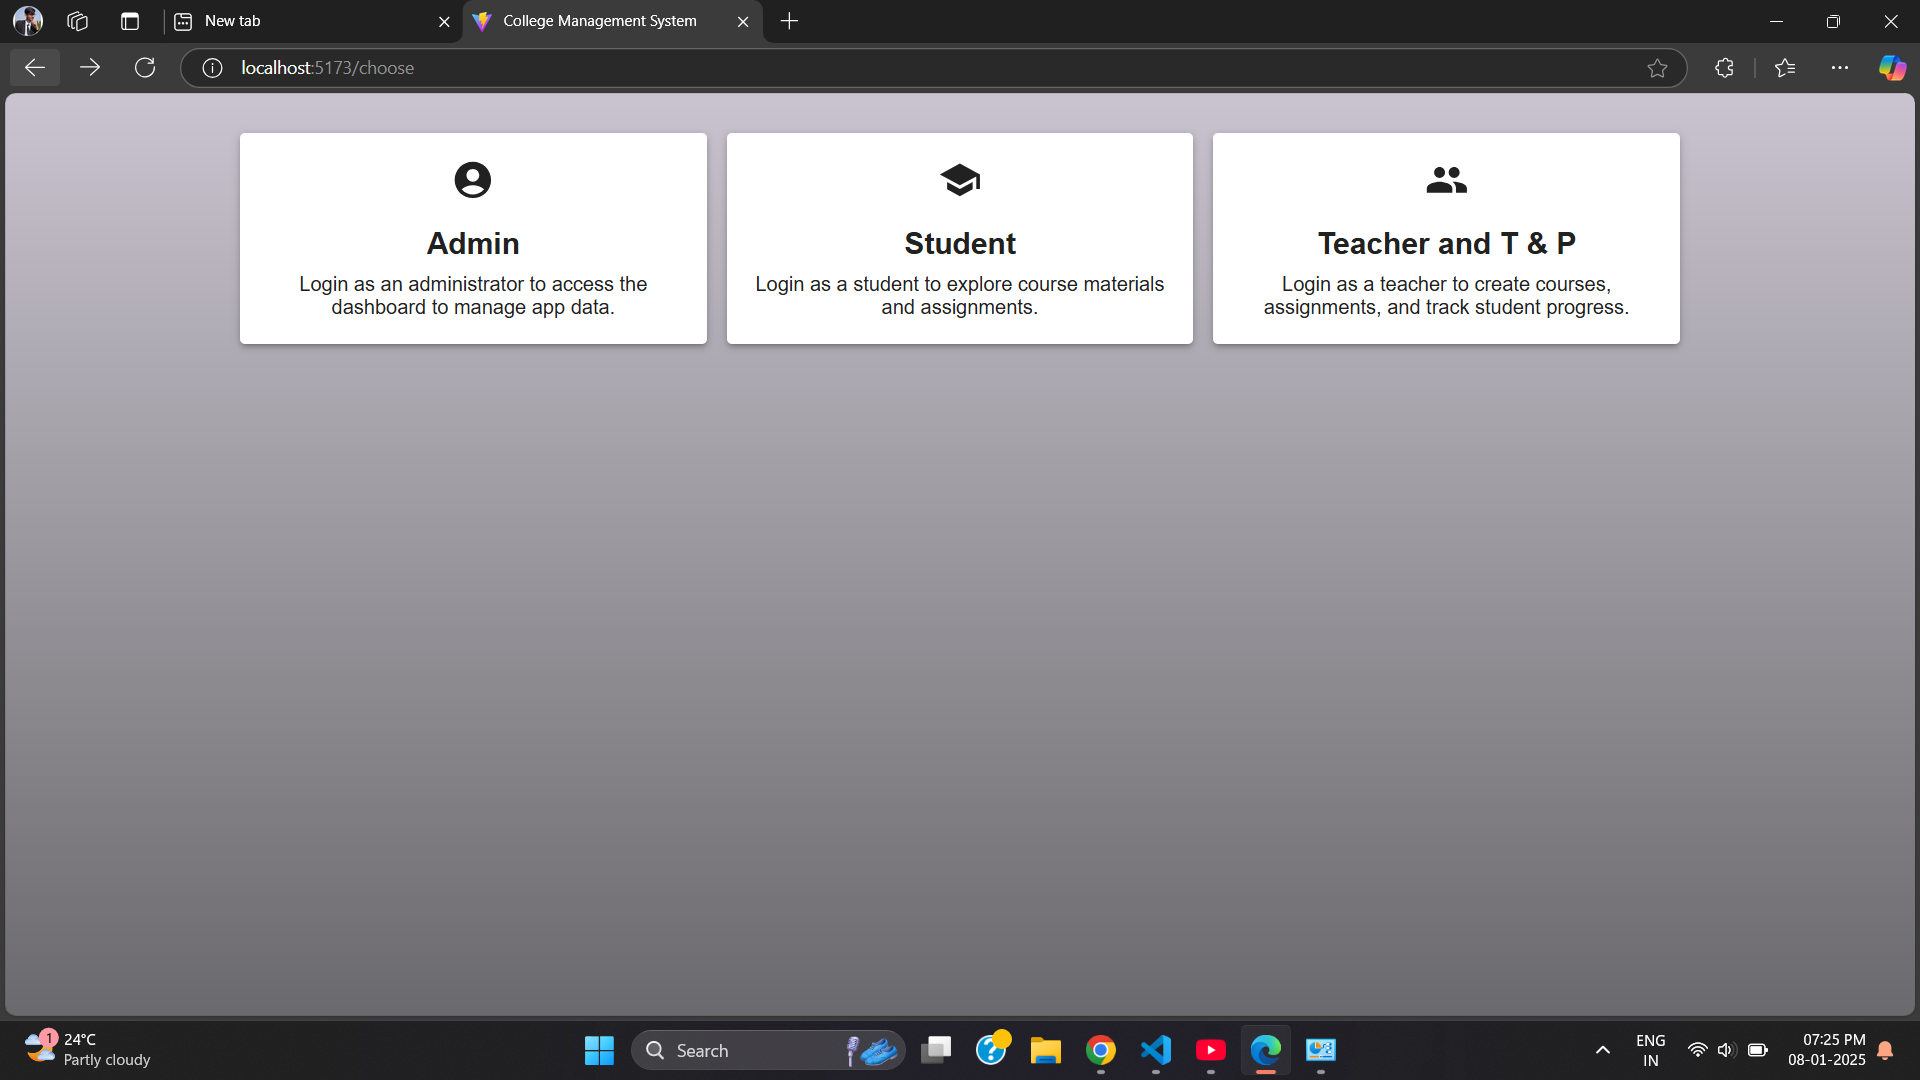 New tab
College Management System
localhost:5173/choose
Admin
Login as an administrator to access the
dashboard to manage app data.
Student
Login as a student to explore course materials
and assignments.
Teacher and T & P
Login as a teacher to create courses,
assignments, and track student progress.
1
24°C
Partly cloudy
Search
ENG
IN
07:25 PM
08-01-2025